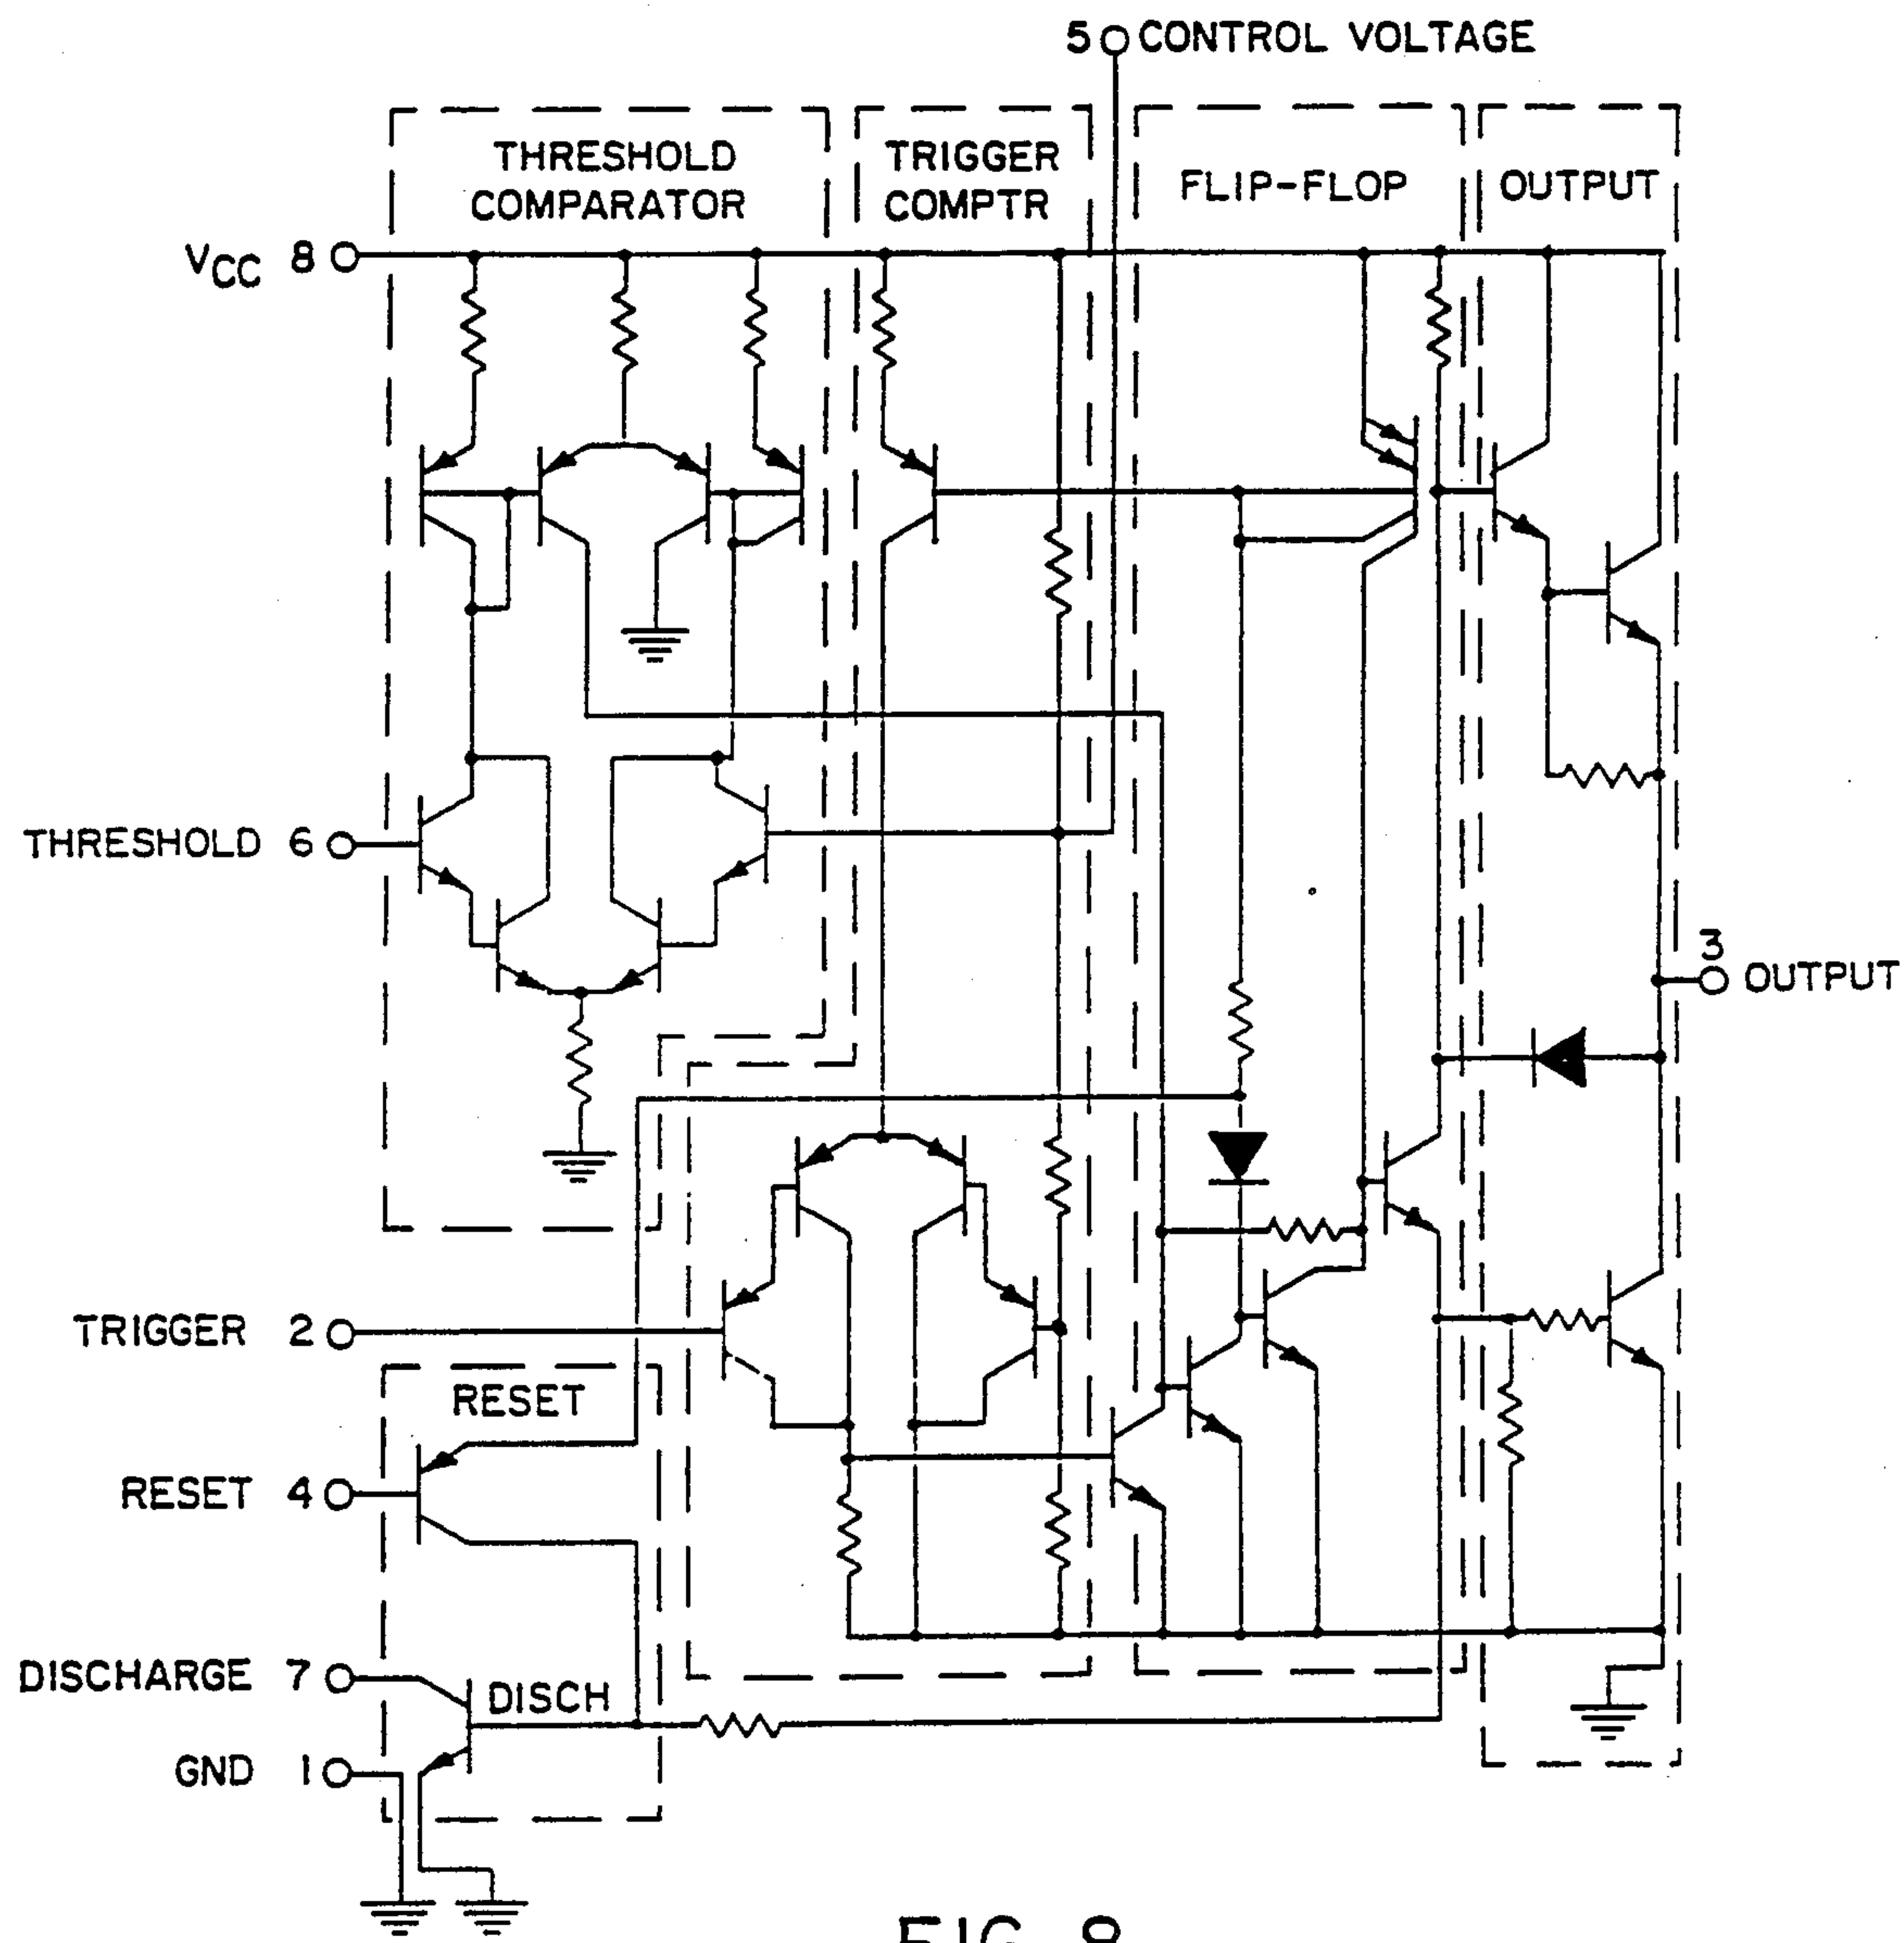 5 CONTROL VOLTAGE
THRESHOLD
COMPARATOR
TRIGGER
COMPTR
FLIP-FLOP
OUTPUT
VCC 8
THRESHOLD 6
3
OUTPUT
TRIGGER 2
RESET
RESET 4
DISCHARGE 7
DISCH
GND 1